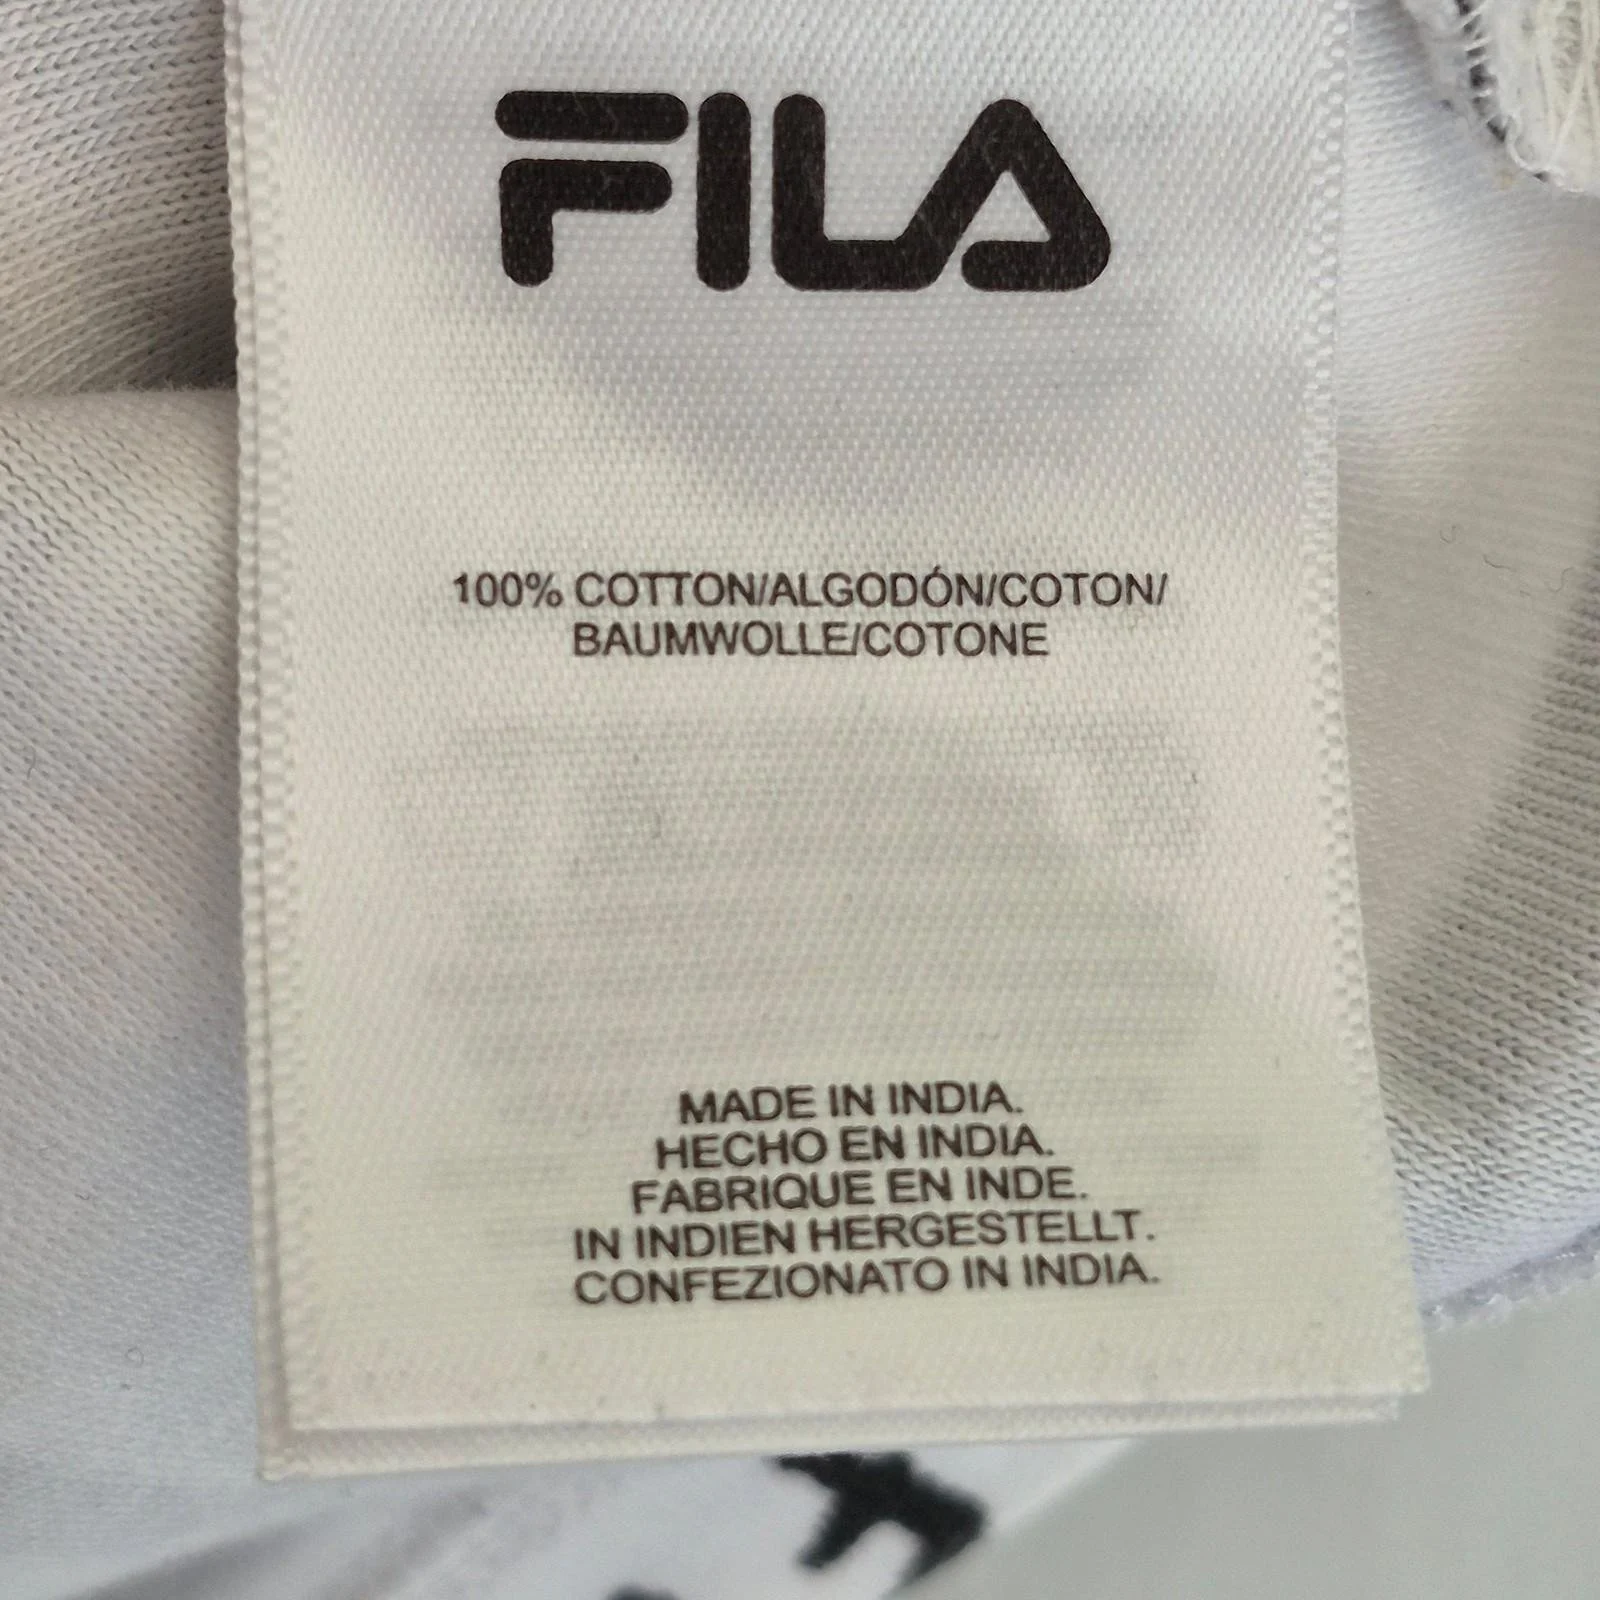 FILA
100% COTTON/ALGODÓN/COTON/
BAUMWOLLE/COTONE
MADE IN INDIA.
HECHO EN INDIA.
FABRIQUE EN INDE.
IN INDIEN HERGESTELLT.
CONFEZIONATO IN INDIA.